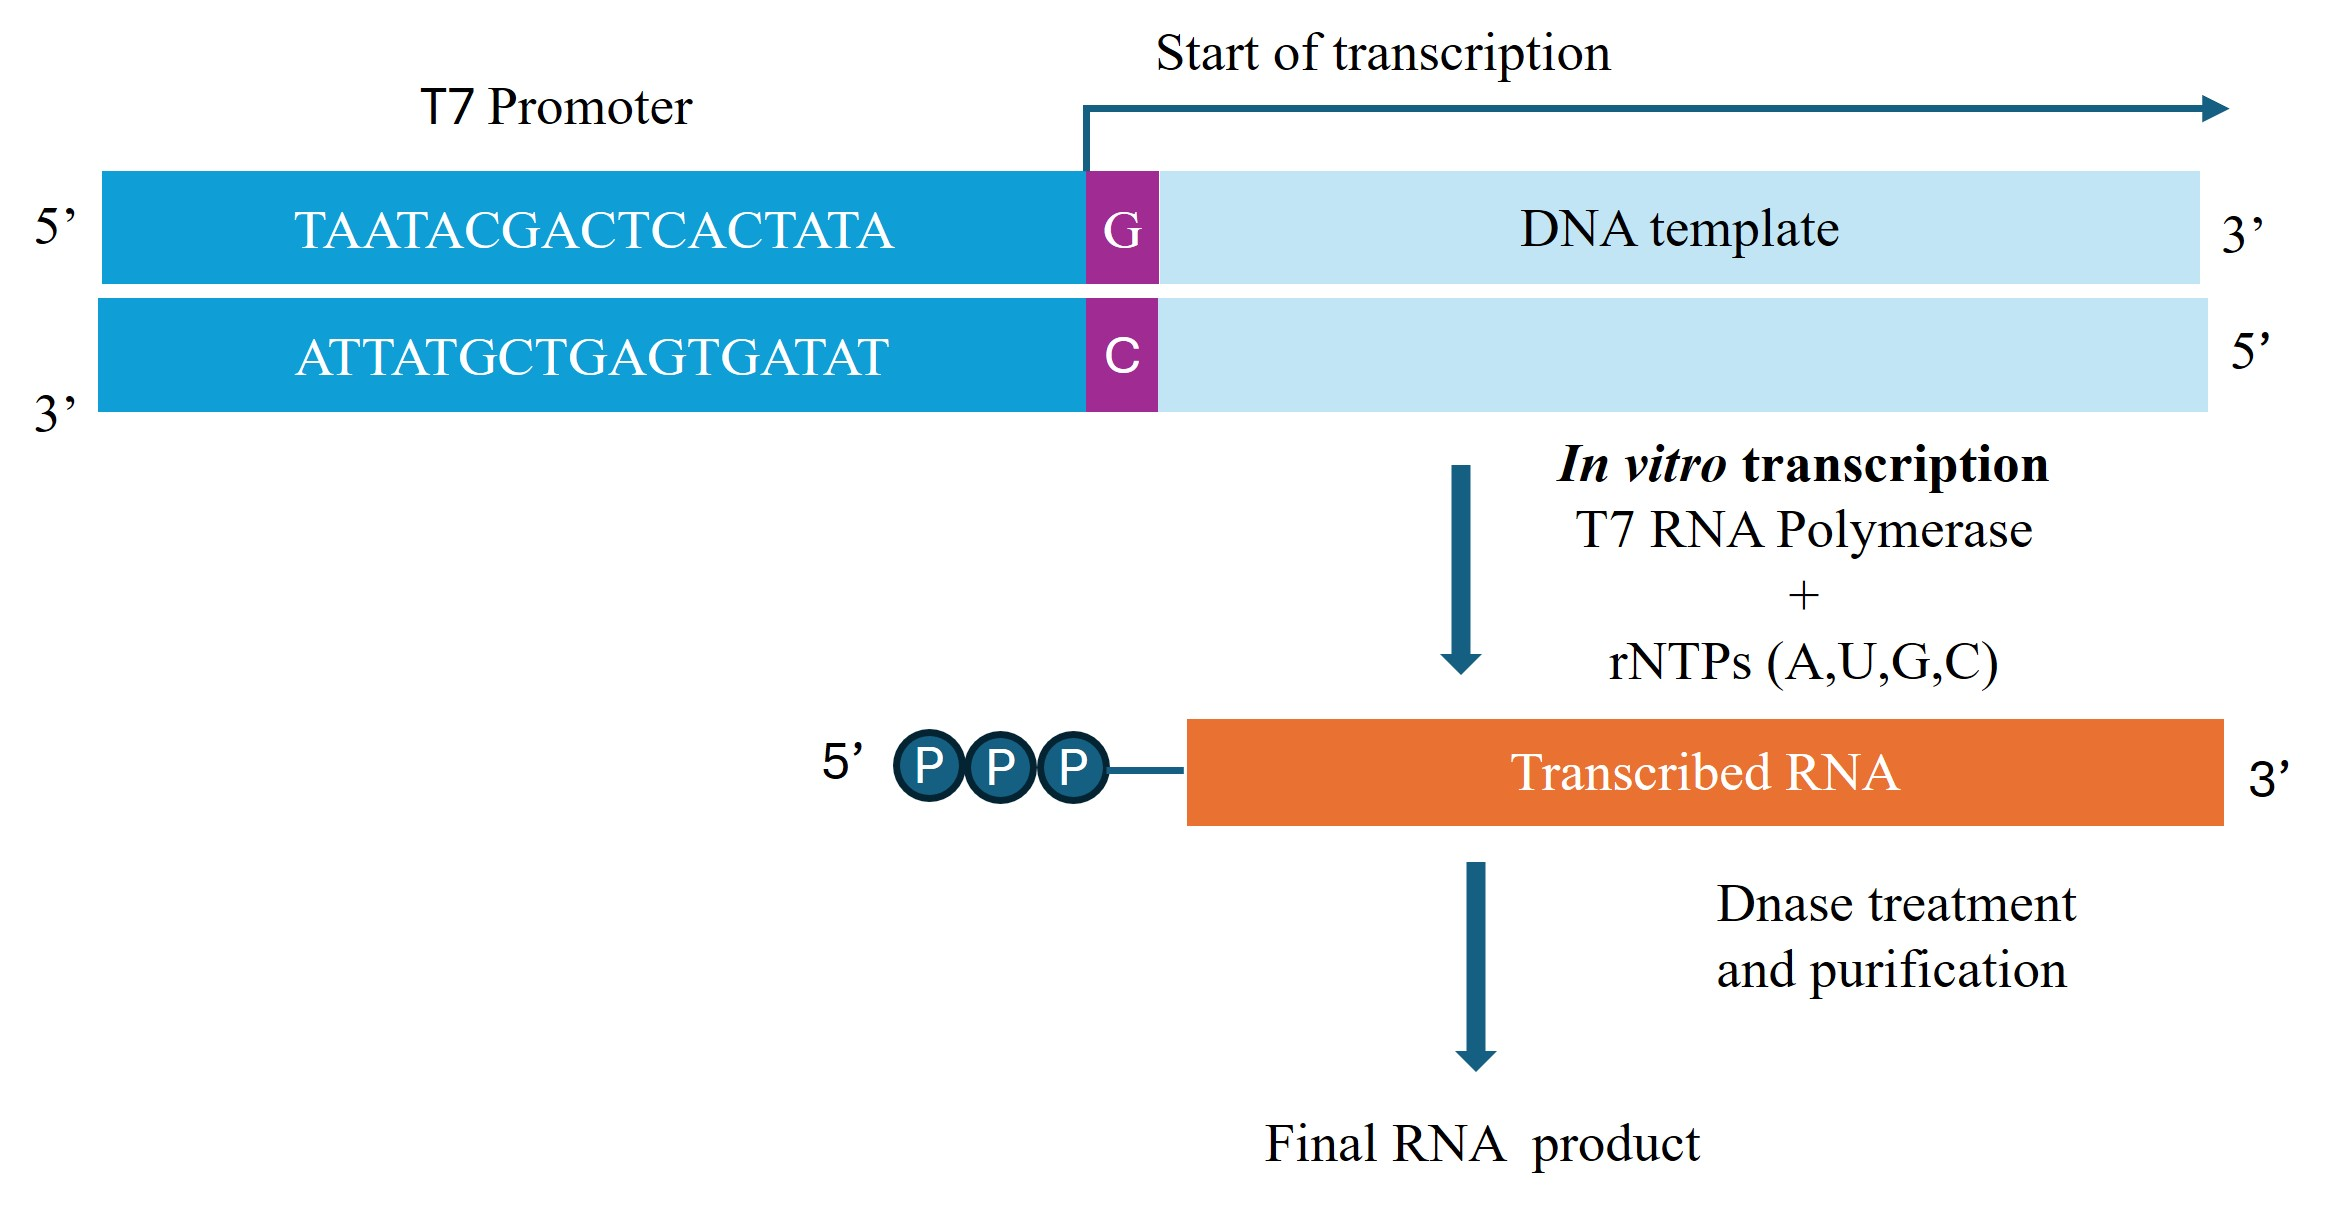 Start of transcription
T7 Promoter
5’ TAATACGACTCACTATA G DNA template 3’
ATTATGCTGAGTGATAT C 5’
3’
In vitro transcription
T7 RNA Polymerase
+
rNTPs (A,U,G,C)
5’ P P P Transcribed RNA 3’
Dnase treatment
and purification
Final RNA product